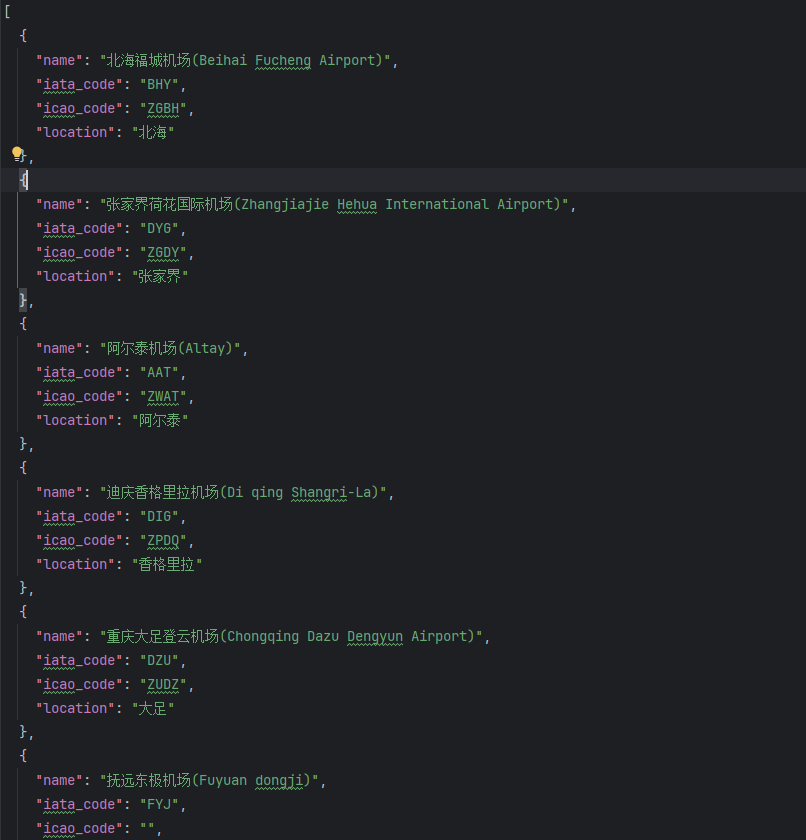 [
{
"name": "北海福城机场(Beihai Fucheng Airport)",
"iata_code": "BHY",
"icao_code": "ZGBH",
"location": "北海"
},
{
"name": "张家界荷花国际机场(Zhangjiajie Hehua International Airport)",
"iata_code": "DYG",
"icao_code": "ZGDY",
"location": "张家界"
},
{
"name": "阿尔泰机场(Altay)",
"iata_code": "AAT",
"icao_code": "ZWAT",
"location": "阿尔泰"
},
{
"name": "迪庆香格里拉机场(Di qing Shangri-La)",
"iata_code": "DIG",
"icao_code": "ZPDQ",
"location": "香格里拉"
},
{
"name": "重庆大足登云机场(Chongqing Dazu Dengyun Airport)",
"iata_code": "DZU",
"icao_code": "ZUDZ",
"location": "大足"
},
{
"name": "抚远东极机场(Fuyuan dongji)",
"iata_code": "FYJ",
"icao_code": "",